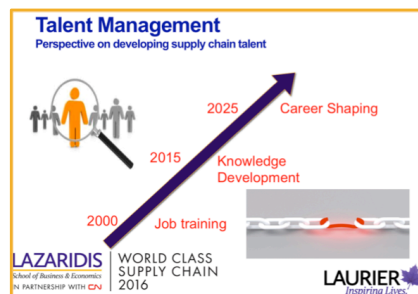 Talent Management
Perspective on developing supply chain talent
2025 Career Shaping
2015 Knowledge
Development
2000 Job training
LAZARIDIS
School of Business & Economics
IN PARTNERSHIP WITH CN
WORLD CLASS
SUPPLY CHAIN
2016
LAURIER
Inspiring Lives.